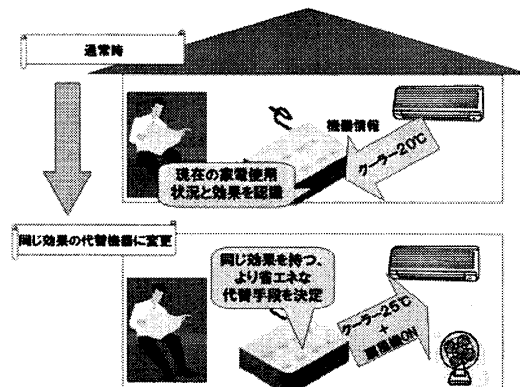 通常時
機器情報
クーラー20℃
現在の家電使用
状況と効果を認識
同じ効果の代替機器に変更
同じ効果を持つ、
より省エネな
代替手段を決定
クーラー25℃
+
扇風機ON